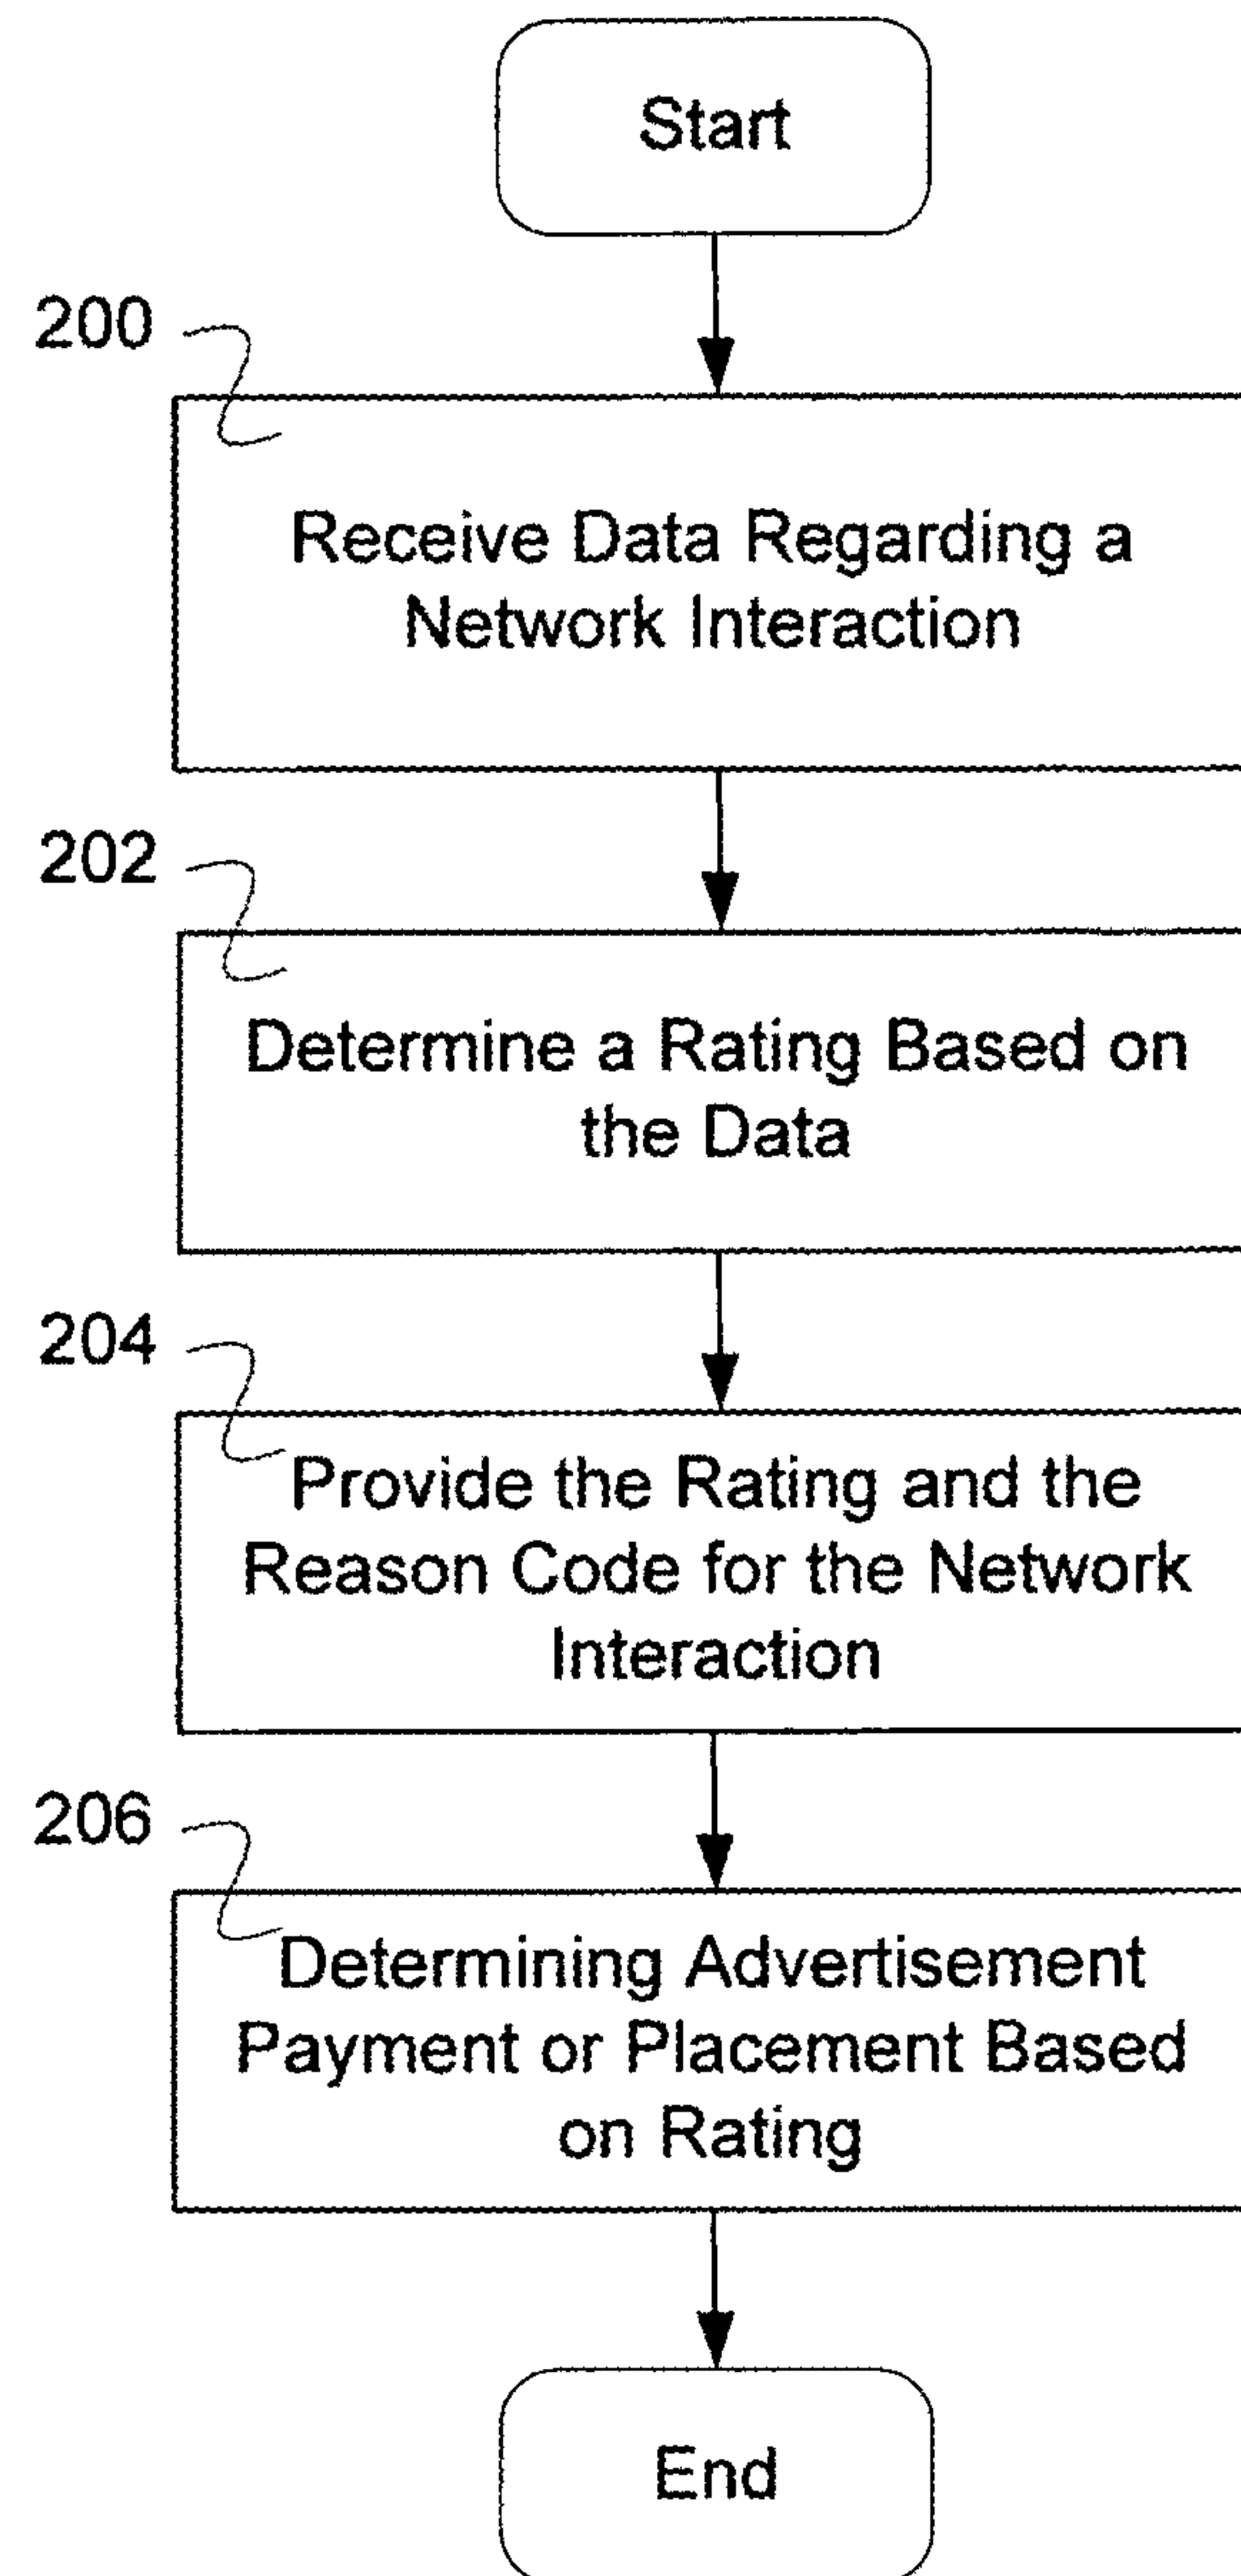 Start
200
Receive Data Regarding a
Network Interaction
202
Determine a Rating Based on
the Data
204
Provide the Rating and the
Reason Code for the Network
Interaction
206
Determining Advertisement
Payment or Placement Based
on Rating
End